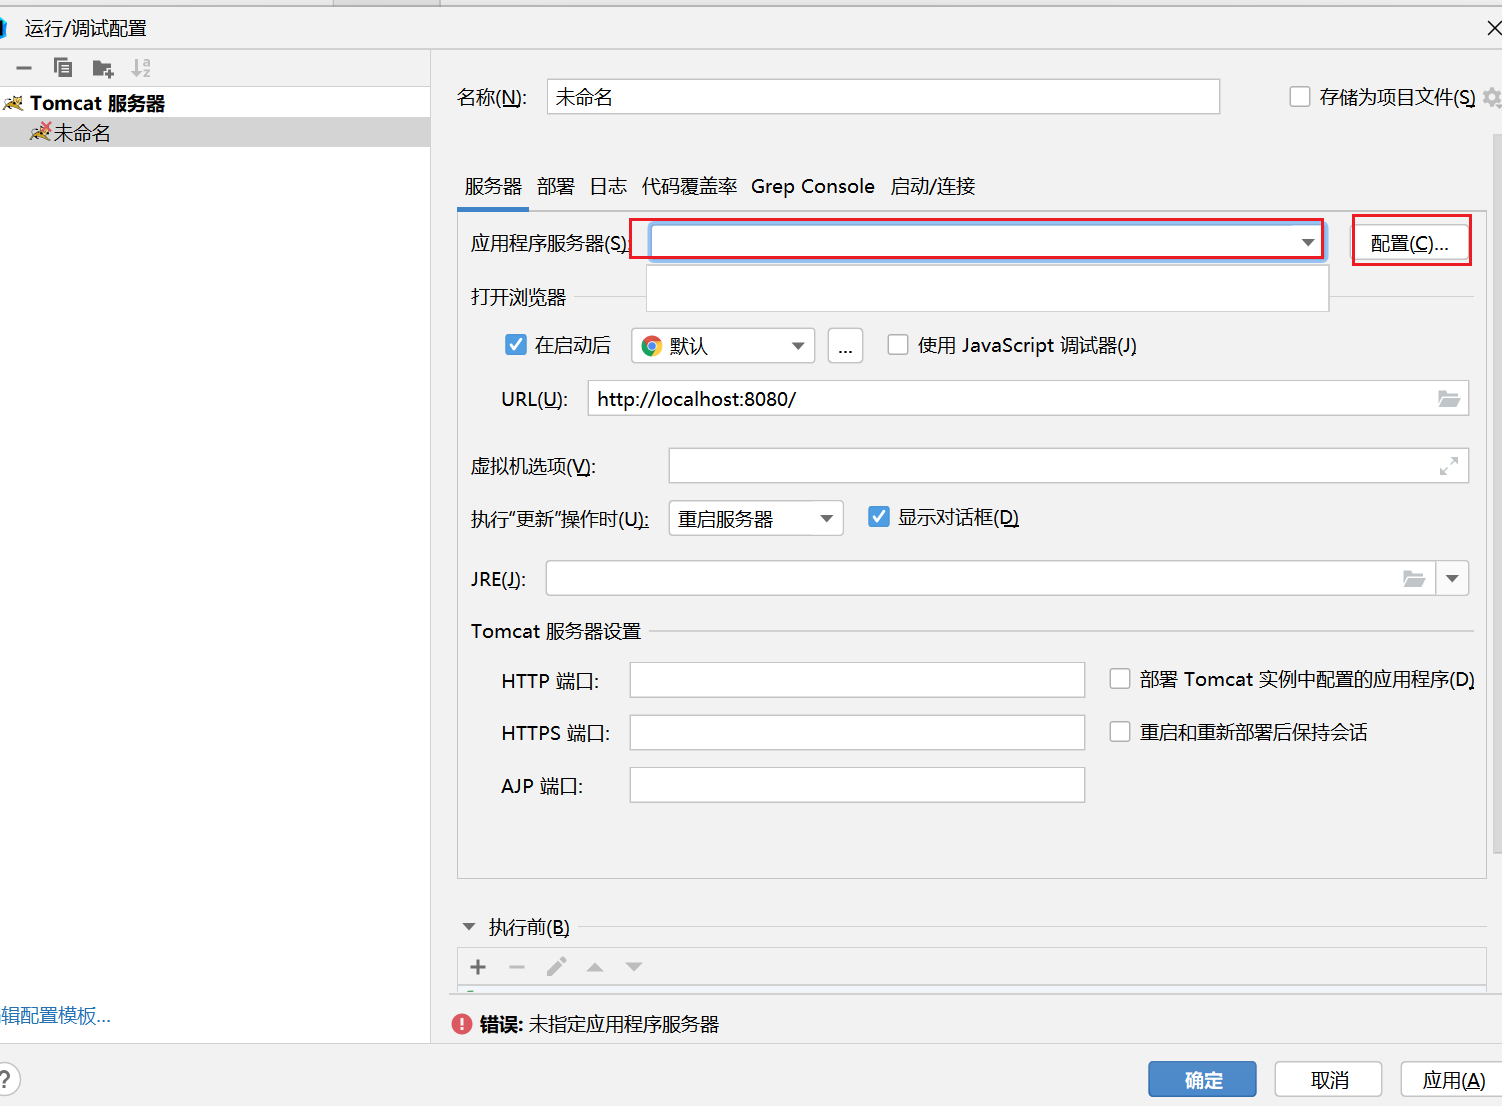 运行/调试配置
Tomcat 服务器
未命名
名称(N): 未命名 存储为项目文件(S)
服务器 部署 日志 代码覆盖率 Grep Console 启动/连接
应用程序服务器(S): 配置(C)...
打开浏览器
在启动后 默认 ... 使用 JavaScript 调试器(J)
URL(U): http://localhost:8080/
虚拟机选项(V):
执行“更新”操作时(U): 重启服务器 显示对话框(D)
JRE(J):
Tomcat 服务器设置
HTTP 端口: 部署 Tomcat 实例中配置的应用程序(D)
HTTPS 端口: 重启和重新部署后保持会话
AJP 端口:
执行前(B)
辑配置模板...
错误: 未指定应用程序服务器
? 确定 取消 应用(A)